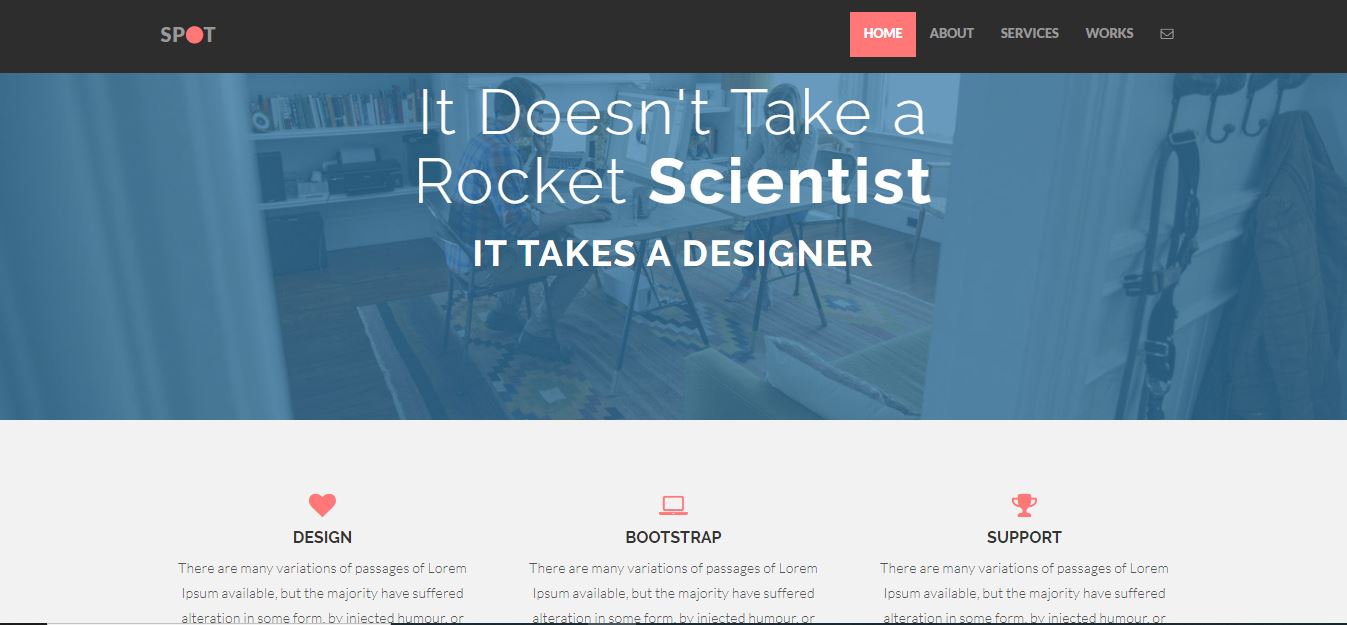 SPOT
HOME ABOUT SERVICES WORKS
It Doesn't Take a
Rocket Scientist
IT TAKES A DESIGNER
DESIGN BOOTSTRAP SUPPORT
There are many variations of passages of Lorem There are many variations of passages of Lorem There are many variations of passages of Lorem
Ipsum available, but the majority have suffered Ipsum available, but the majority have suffered Ipsum available, but the majority have suffered
alteration in some form, by injected humour, or alteration in some form, by injected humour, or alteration in some form, by injected humour, or